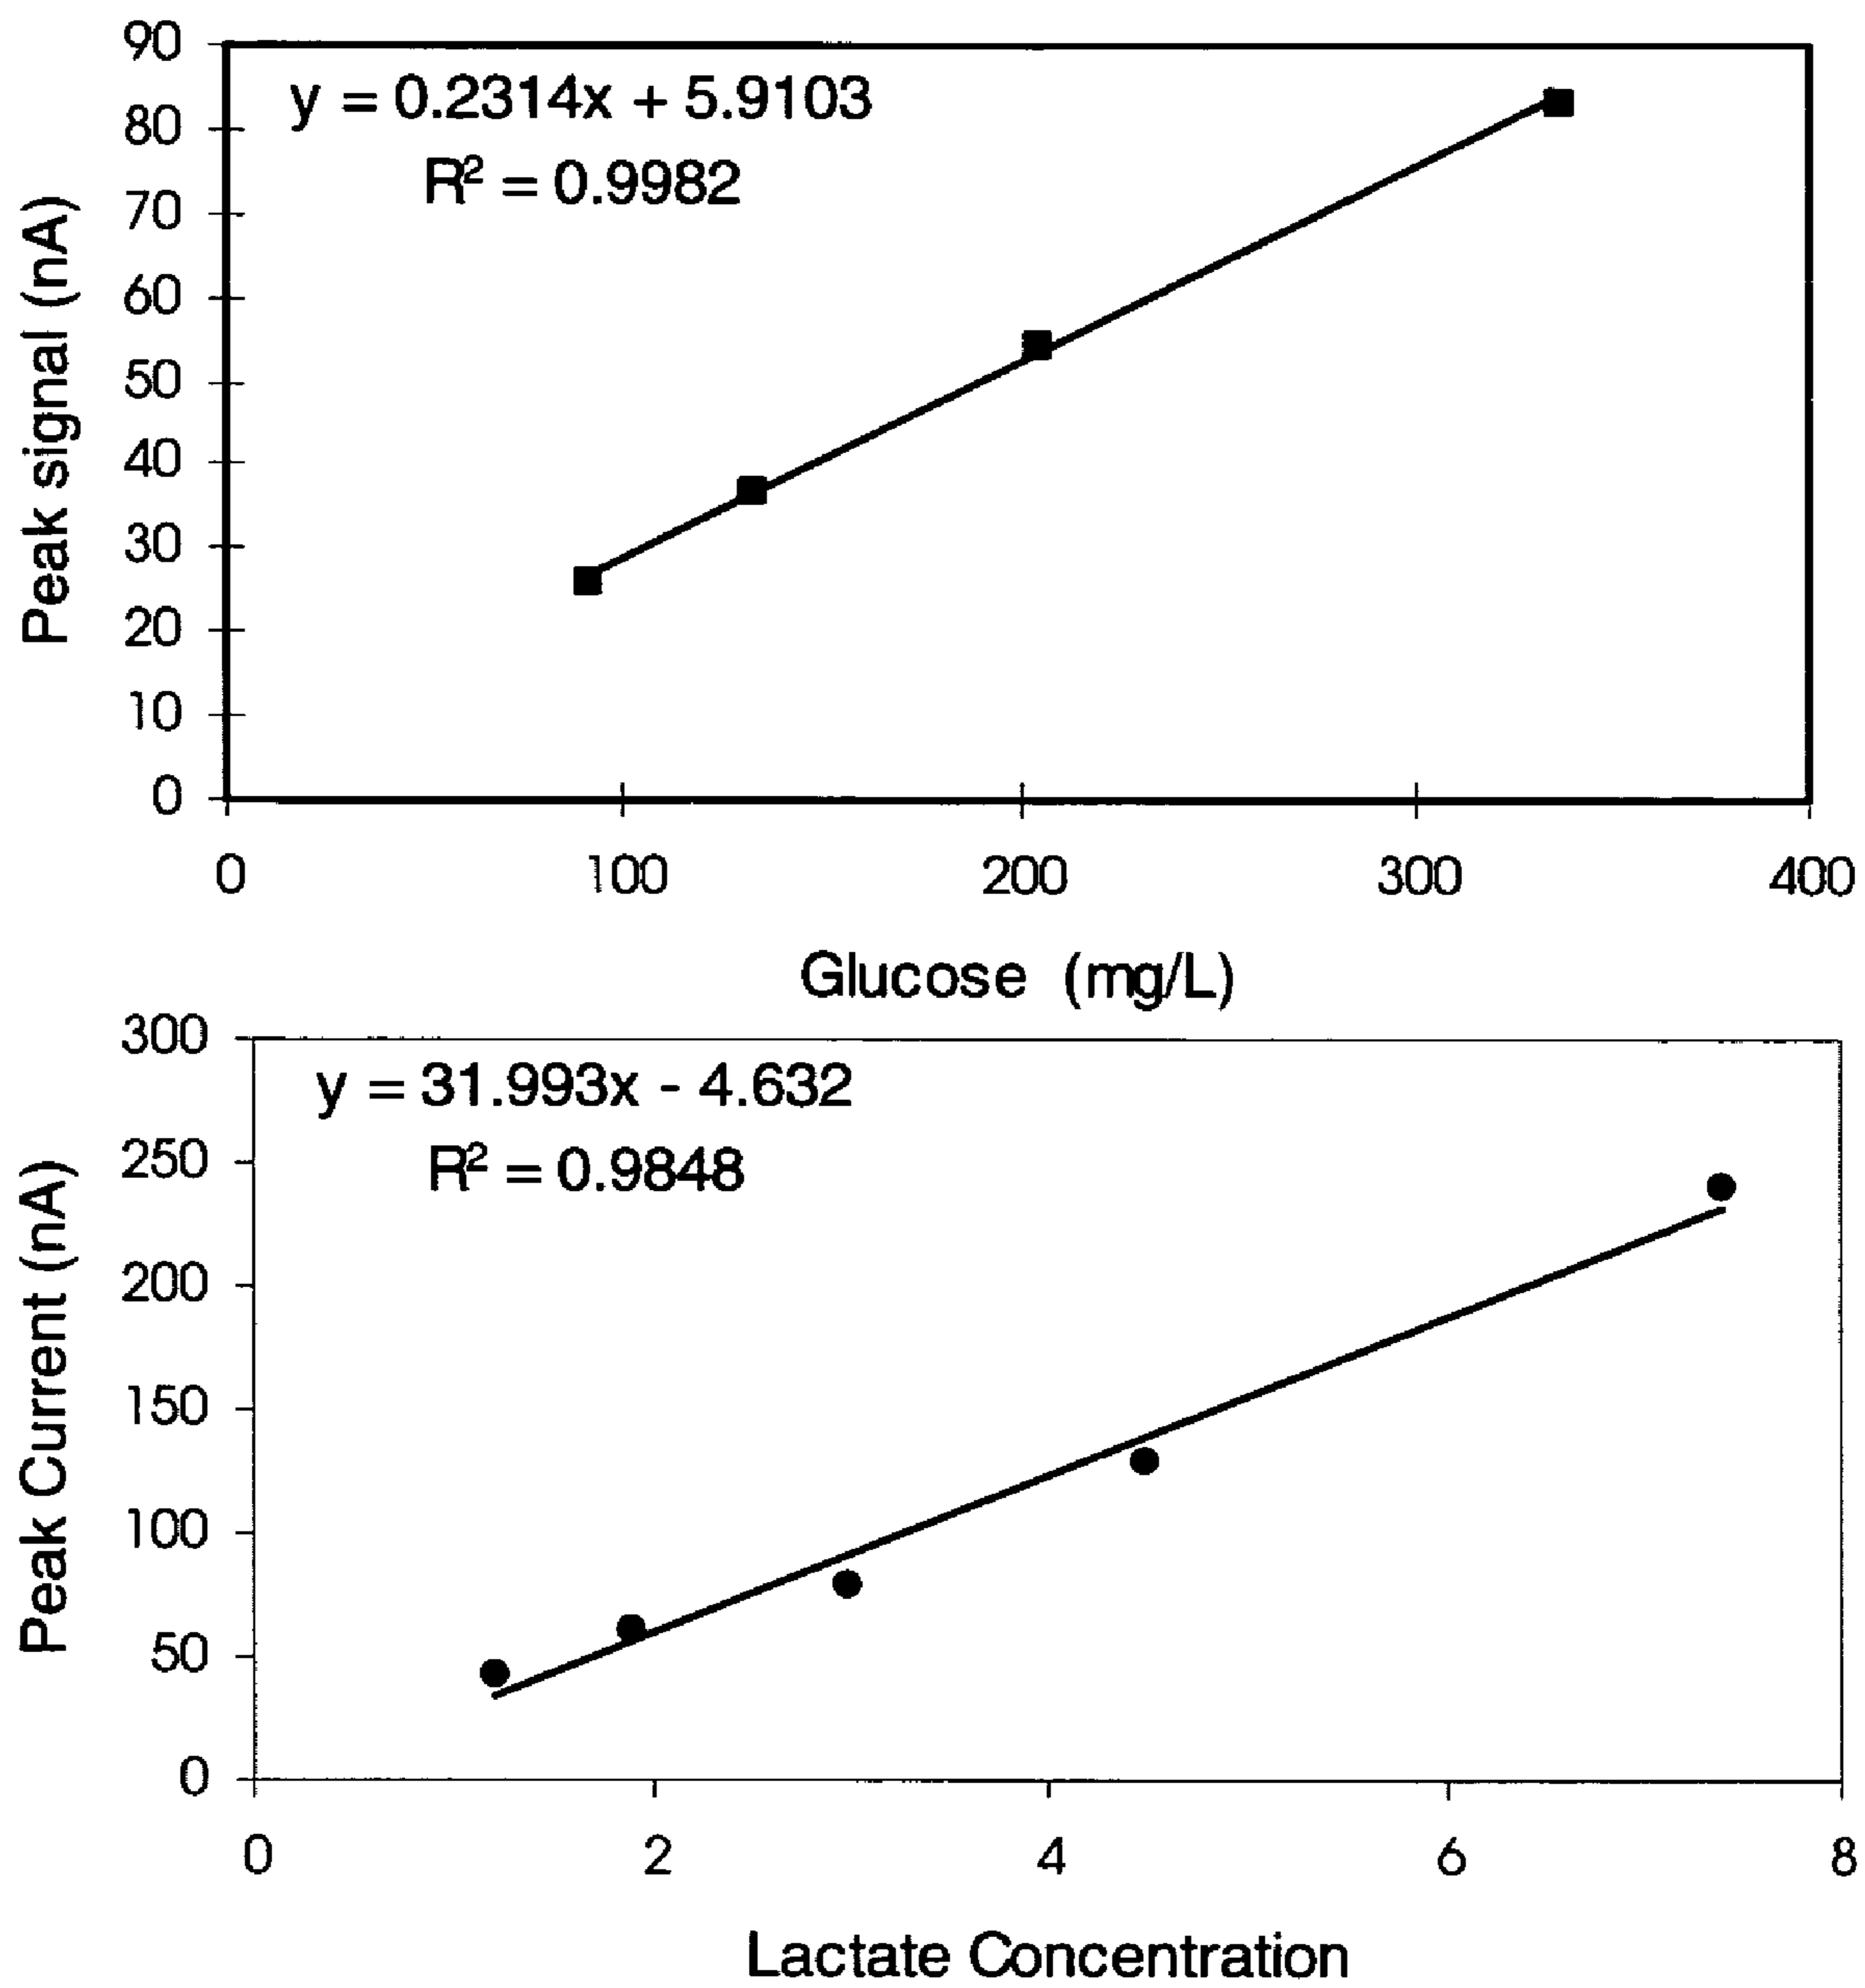 90
80
70
60
50
40
30
20
10
0
Peak signal (nA)
y = 0.2314x + 5.9103
R² = 0.9982
0 100 200 300 400
Glucose (mg/L)
300
250
200
150
100
50
0
Peak Current (nA)
y = 31.993x - 4.632
R² = 0.9848
0 2 4 6 8
Lactate Concentration